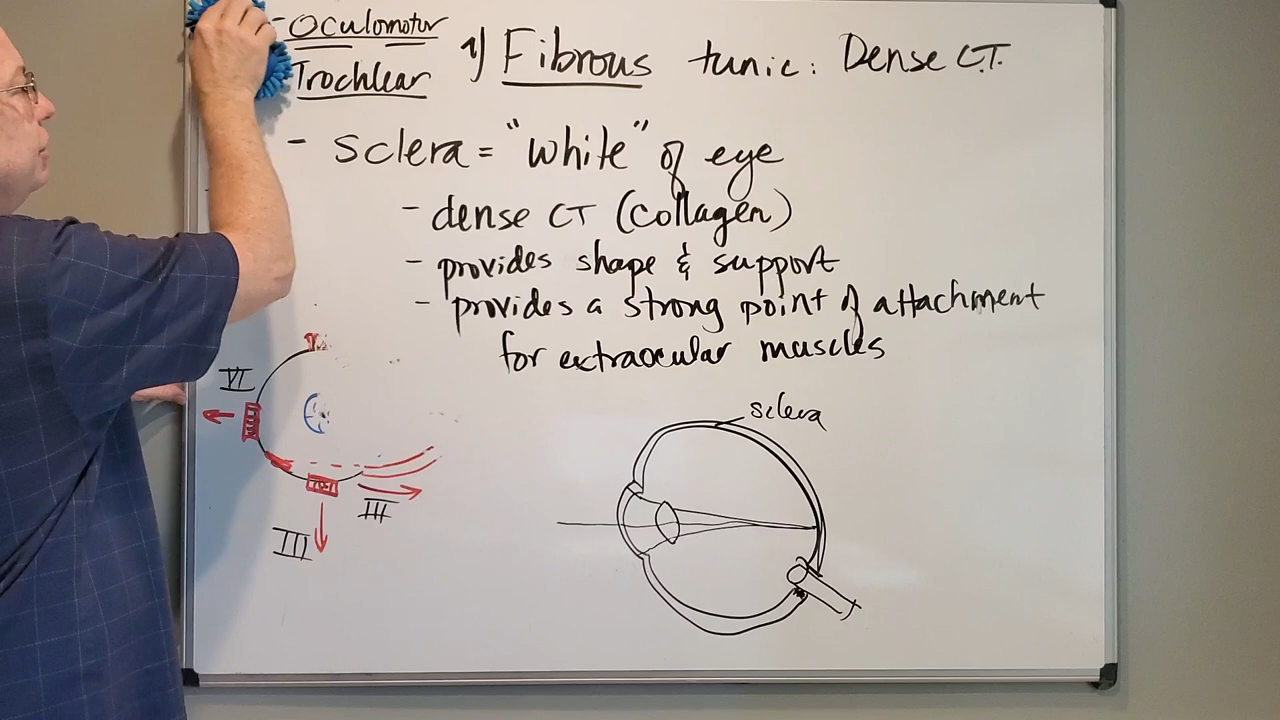 - Oculomotor
Trochlear
1) Fibrous tunic: Dense C.T.
- sclera = "white" of eye
- dense CT (collagen)
- provides shape & support
- provides a strong point of attachment
for extraocular muscles
VI
III
III
sclera